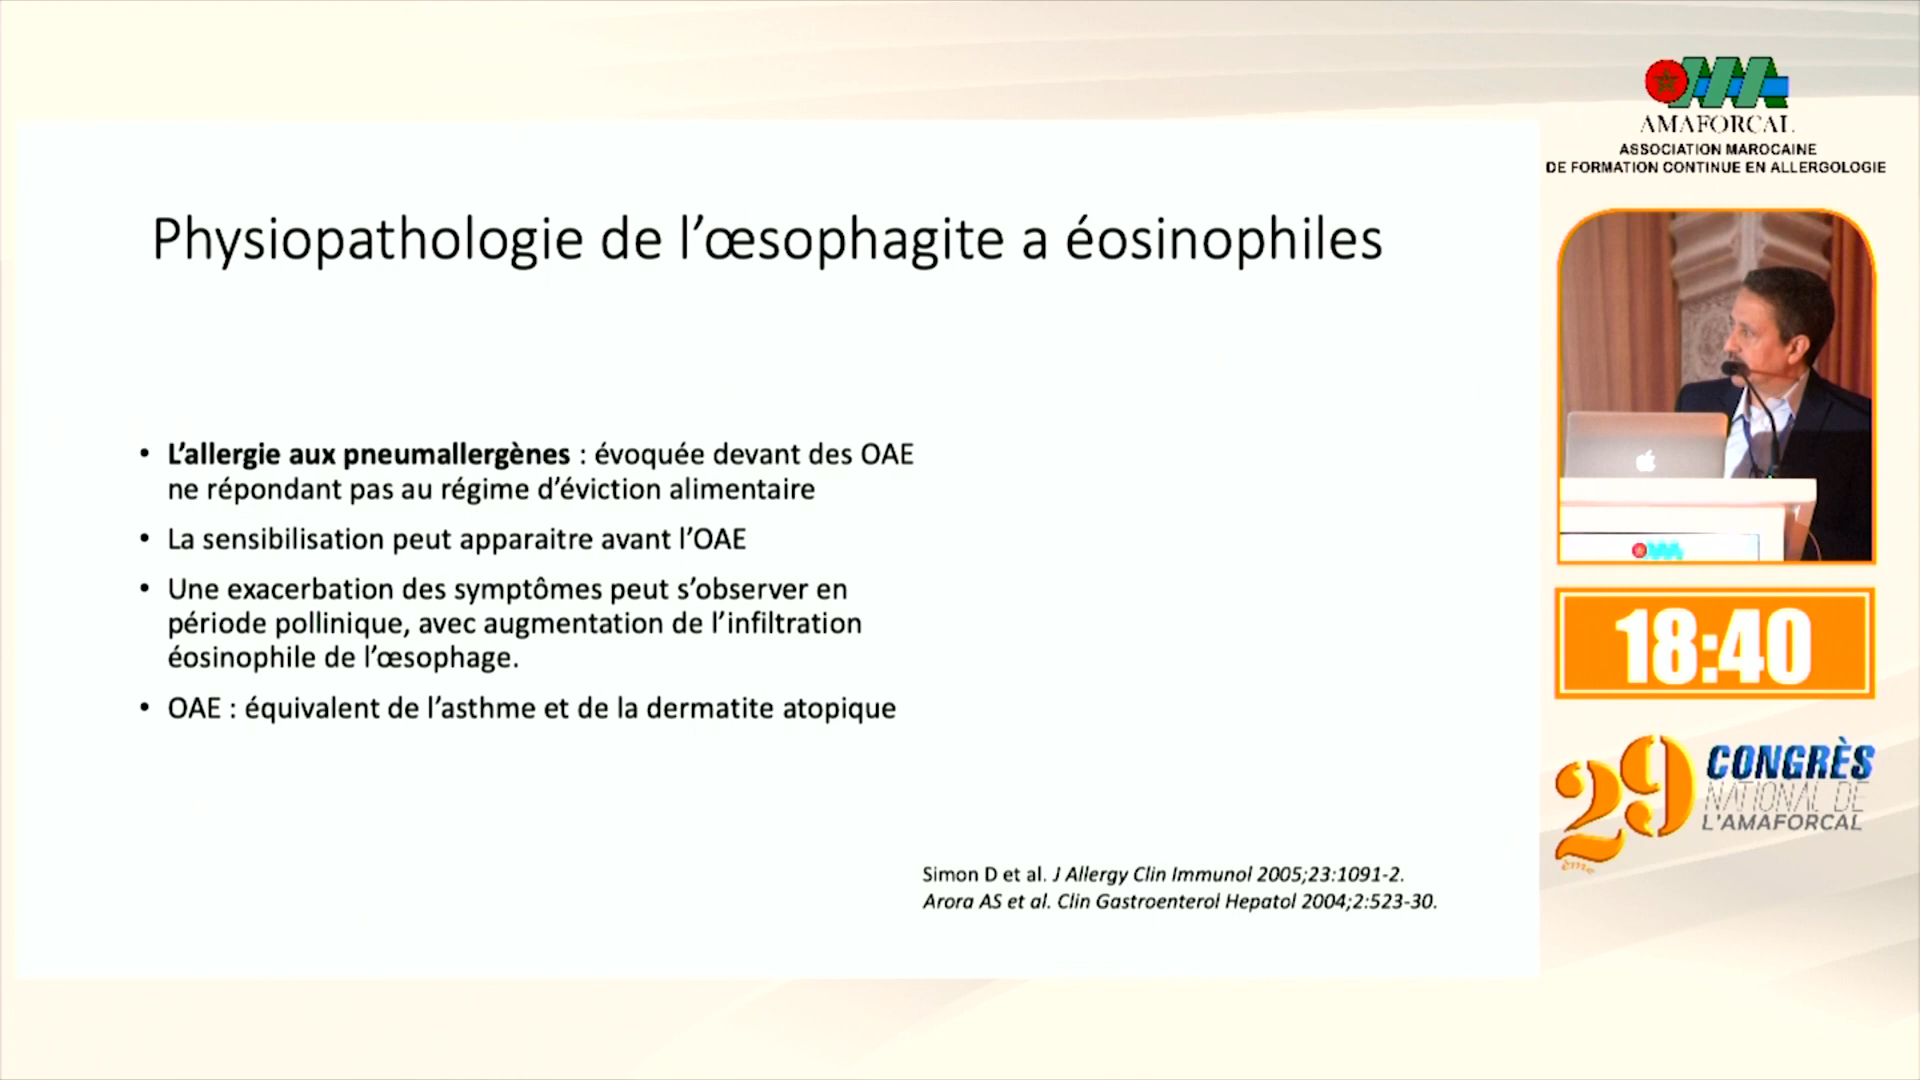 AMAFORCAL
ASSOCIATION MAROCAINE
DE FORMATION CONTINUE EN ALLERGOLOGIE
Physiopathologie de l’œsophagite a éosinophiles
• L’allergie aux pneumallergènes : évoquée devant des OAE
ne répondant pas au régime d’éviction alimentaire
• La sensibilisation peut apparaitre avant l’OAE
• Une exacerbation des symptômes peut s’observer en
période pollinique, avec augmentation de l’infiltration
éosinophile de l’œsophage.
• OAE : équivalent de l’asthme et de la dermatite atopique
Simon D et al. J Allergy Clin Immunol 2005;23:1091-2.
Arora AS et al. Clin Gastroenterol Hepatol 2004;2:523-30.
18:40
29ème CONGRÈS
NATIONAL DE
L'AMAFORCAL